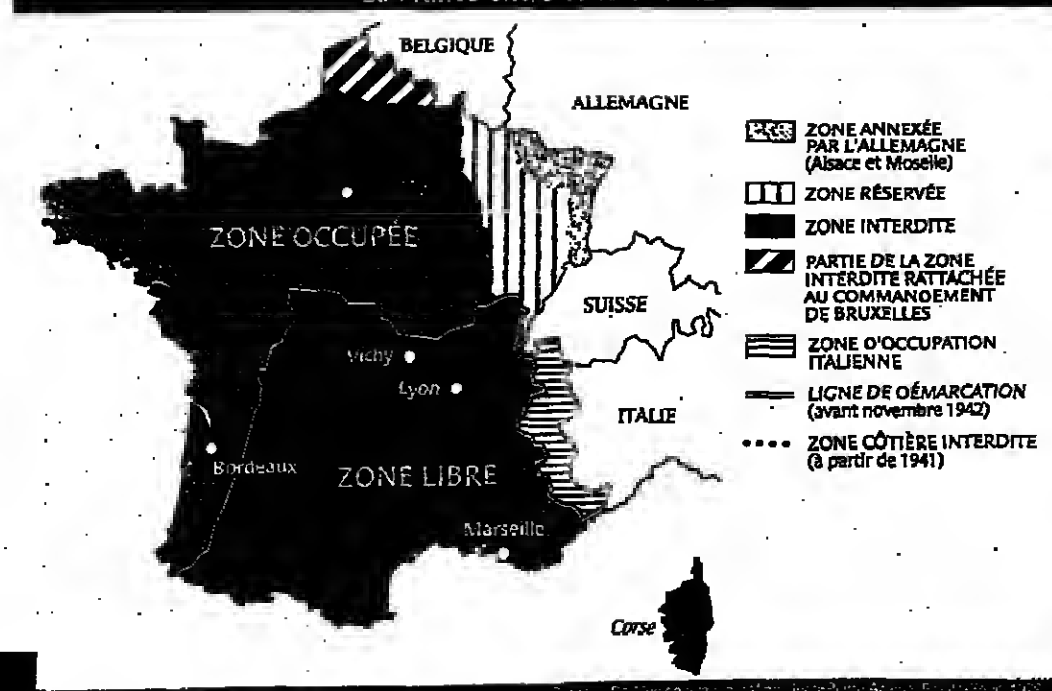 BELGIQUE
ALLEMAGNE
ZONE OCCUPÉE
SUISSE
Vichy
Lyon
ITALIE
Bordeaux
ZONE LIBRE
Marseille
Corse
ZONE ANNEXÉE
PAR L'ALLEMAGNE
(Alsace et Moselle)
ZONE RÉSERVÉE
ZONE INTERDITE
PARTIE DE LA ZONE
INTERDITE RATTACHÉE
AU COMMANDEMENT
DE BRUXELLES
ZONE D'OCCUPATION
ITALIENNE
LIGNE DE DÉMARCATION
(avant novembre 1942)
ZONE CÔTIÈRE INTERDITE
(à partir de 1941)